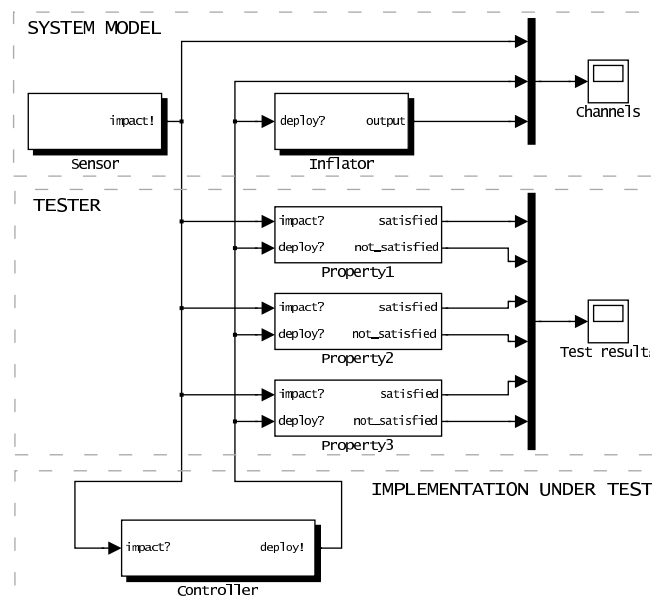 SYSTEM MODEL
impact!
Sensor
deploy?
output
Inflator
Channels
TESTER
impact?
satisfied
deploy?
not_satisfied
Property1
impact?
satisfied
deploy?
not_satisfied
Property2
Test result
impact?
satisfied
deploy?
not_satisfied
Property3
IMPLEMENTATION UNDER TEST
impact?
deploy!
Controller